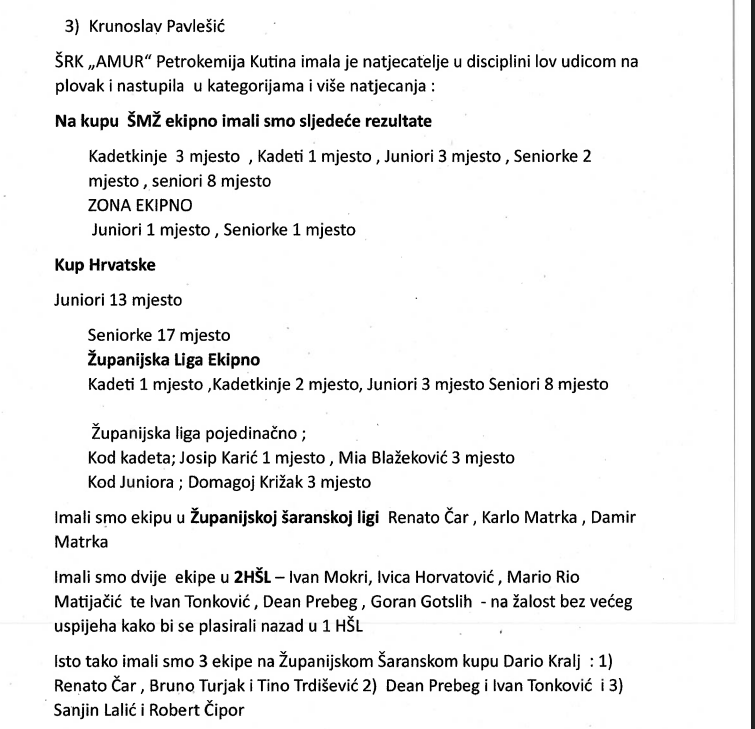 3) Krunoslav Pavlešić
ŠRK „AMUR“ Petrokemija Kutina imala je natjecatelje u disciplini lov udicom na
plovak i nastupila u kategorijama i više natjecanja :
Na kupu ŠMŽ ekipno imali smo sljedeće rezultate
Kadetkinje 3 mjesto , Kadeti 1 mjesto , Juniori 3 mjesto , Seniorke 2
mjesto , seniori 8 mjesto
ZONA EKIPNO
Juniori 1 mjesto , Seniorke 1 mjesto
Kup Hrvatske
Juniori 13 mjesto
Seniorke 17 mjesto
Županijska Liga Ekipno
Kadeti 1 mjesto ,Kadetkinje 2 mjesto, Juniori 3 mjesto Seniori 8 mjesto
Županijska liga pojedinačno ;
Kod kadeta; Josip Karić 1 mjesto , Mia Blažeković 3 mjesto
Kod Juniora ; Domagoj Križak 3 mjesto
Imali smo ekipu u Županijskoj šaranskoj ligi Renato Čar , Karlo Matrka , Damir
Matrka
Imali smo dvije ekipe u 2HŠL – Ivan Mokri, Ivica Horvatović , Mario Rio
Matijačić te Ivan Tonković , Dean Prebeg , Goran Gotslih - na žalost bez većeg
uspijeha kako bi se plasirali nazad u 1 HŠL
Isto tako imali smo 3 ekipe na Županijskom Šaranskom kupu Dario Kralj : 1)
Renato Čar , Bruno Turjak i Tino Trdišević 2) Dean Prebeg i Ivan Tonković i 3)
Sanjin Lalić i Robert Čipor